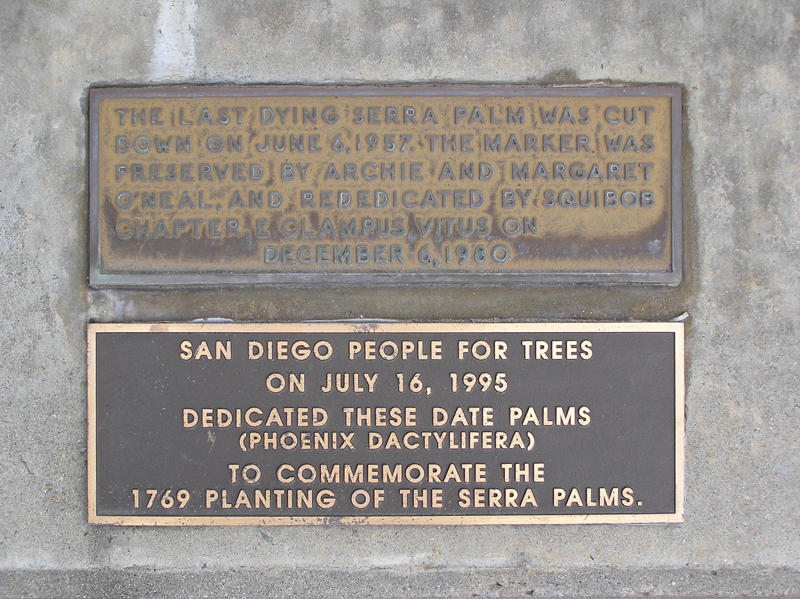 THE LAST DYING SERRA PALM WAS CUT
DOWN ON JUNE 6, 1957. THE MARKER WAS
PRESERVED BY ARCHIE AND MARGARET
O'NEAL, AND REDEDICATED BY SQUIBOB
CHAPTER, E CLAMPUS VITUS ON
DECEMBER 6, 1980
SAN DIEGO PEOPLE FOR TREES
ON JULY 16, 1995
DEDICATED THESE DATE PALMS
(PHOENIX DACTYLIFERA)
TO COMMEMORATE THE
1769 PLANTING OF THE SERRA PALMS.